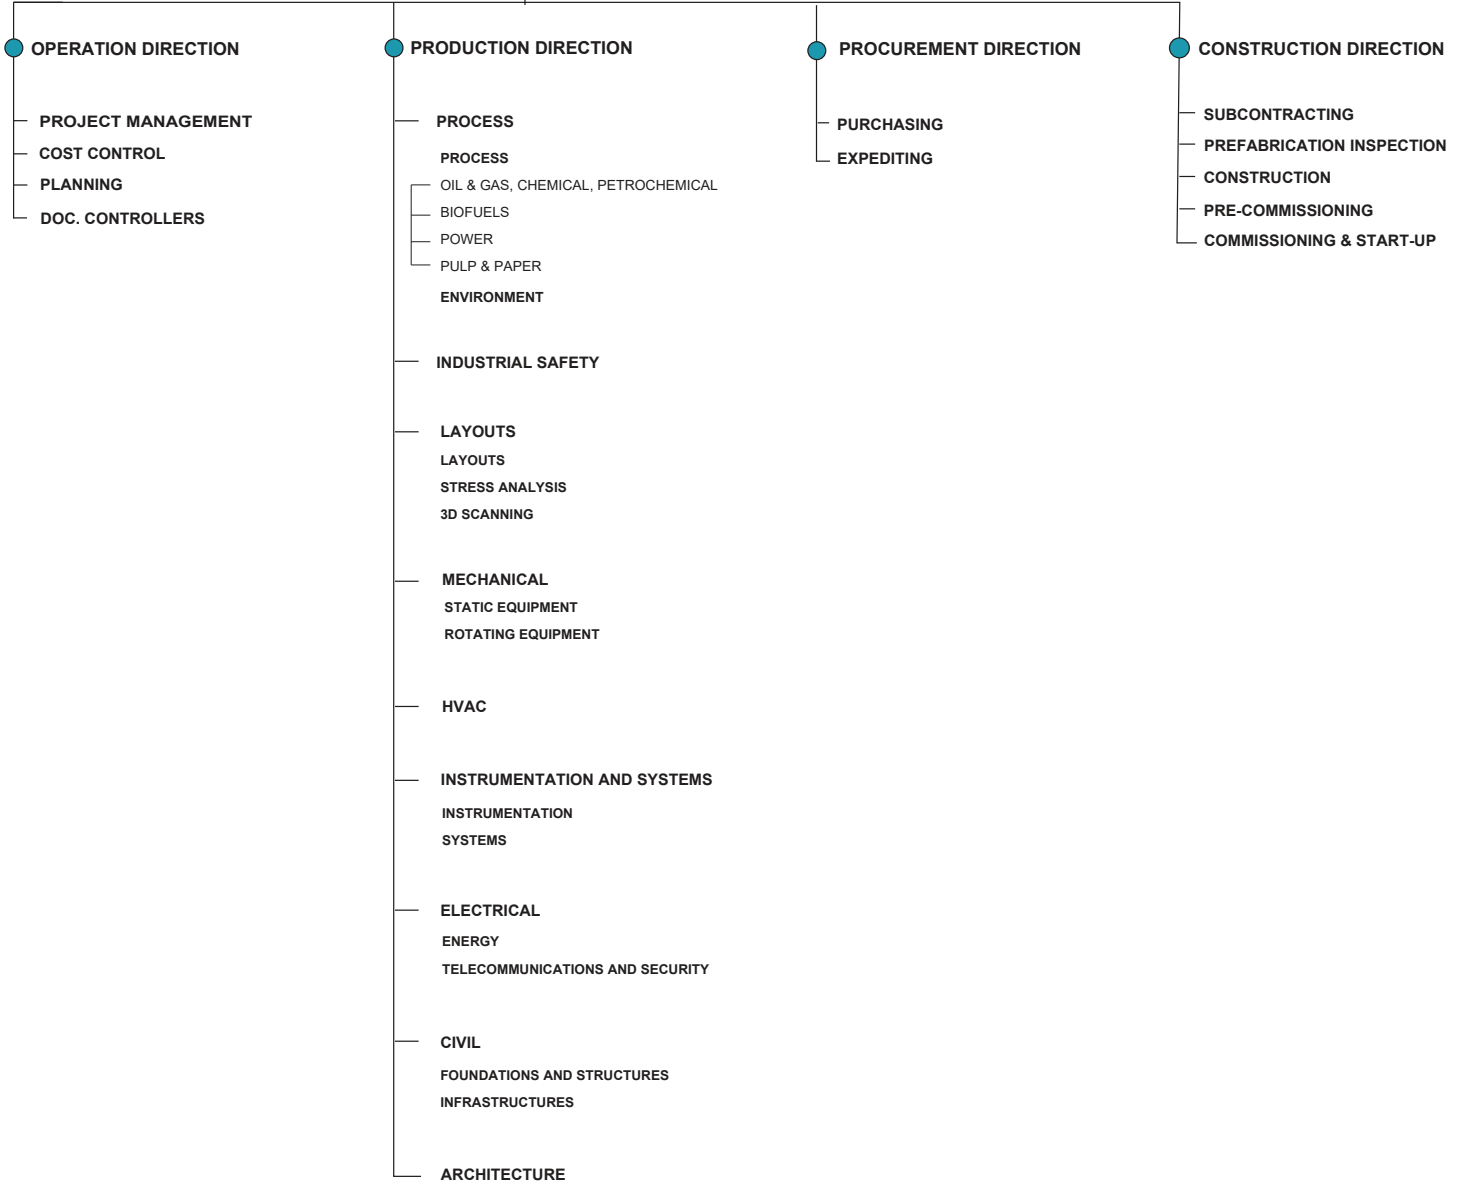 OPERATION DIRECTION
PROJECT MANAGEMENT
COST CONTROL
PLANNING
DOC. CONTROLLERS
PRODUCTION DIRECTION
PROCESS
PROCESS
OIL & GAS, CHEMICAL, PETROCHEMICAL
BIOFUELS
POWER
PULP & PAPER
ENVIRONMENT
INDUSTRIAL SAFETY
LAYOUTS
LAYOUTS
STRESS ANALYSIS
3D SCANNING
MECHANICAL
STATIC EQUIPMENT
ROTATING EQUIPMENT
HVAC
INSTRUMENTATION AND SYSTEMS
INSTRUMENTATION
SYSTEMS
ELECTRICAL
ENERGY
TELECOMMUNICATIONS AND SECURITY
CIVIL
FOUNDATIONS AND STRUCTURES
INFRASTRUCTURES
ARCHITECTURE
PROCUREMENT DIRECTION
PURCHASING
EXPEDITING
CONSTRUCTION DIRECTION
SUBCONTRACTING
PREFABRICATION INSPECTION
CONSTRUCTION
PRE-COMMISSIONING
COMMISSIONING & START-UP